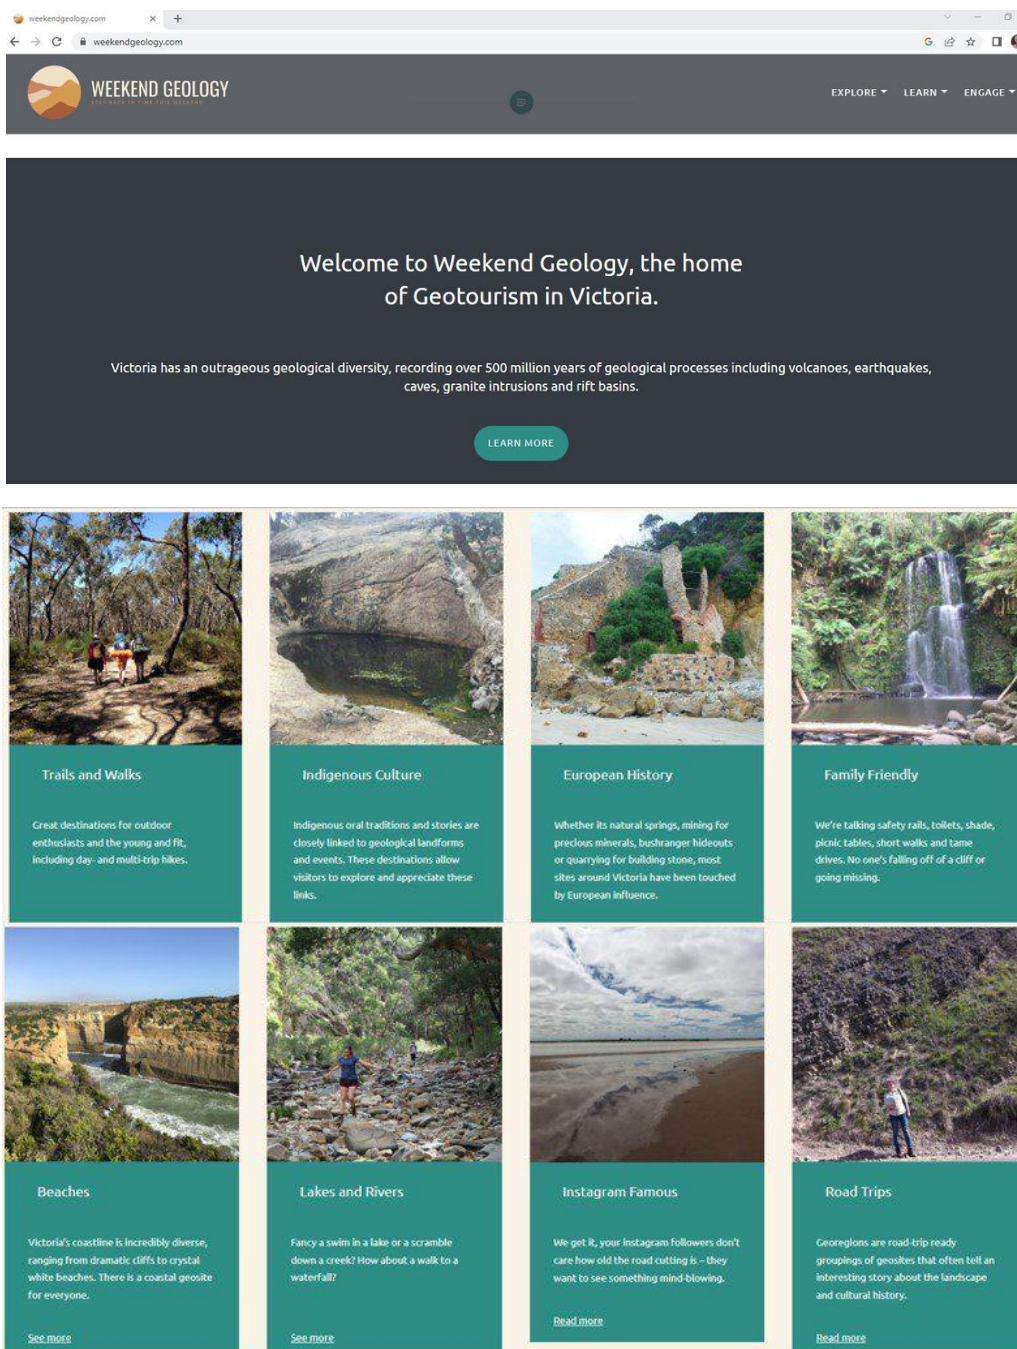 weekendgeology.com
weekendgeology.com
WEEKEND GEOLOGY
STEP BACK IN TIME THIS WEEKEND
EXPLORE
LEARN
ENGAGE
Welcome to Weekend Geology, the home
of Geotourism in Victoria.
Victoria has an outrageous geological diversity, recording over 500 million years of geological processes including volcanoes, earthquakes,
caves, granite intrusions and rift basins.
LEARN MORE
Trails and Walks
Great destinations for outdoor
enthusiasts and the young and fit,
including day- and multi-trip hikes.
Indigenous Culture
Indigenous oral traditions and stories are
closely linked to geological landforms
and events. These destinations allow
visitors to explore and appreciate these
links.
European History
Whether its natural springs, mining for
precious minerals, bushranger hideouts
or quarrying for building stone, most
sites around Victoria have been touched
by European influence.
Family Friendly
We're talking safety rails, toilets, shade,
picnic tables, short walks and tame
drives. No one's falling off of a cliff or
going missing.
Beaches
Victoria's coastline is incredibly diverse,
ranging from dramatic cliffs to crystal
white beaches. There is a coastal geosite
for everyone.
See more
Lakes and Rivers
Fancy a swim in a lake or a scramble
down a creek? How about a walk to a
waterfall?
See more
Instagram Famous
We get it, your instagram followers don't
care how old the road cutting is – they
want to see something mind-blowing.
Read more
Road Trips
Georegions are road-trip ready
groupings of geosites that often tell an
interesting story about the landscape
and cultural history.
Read more